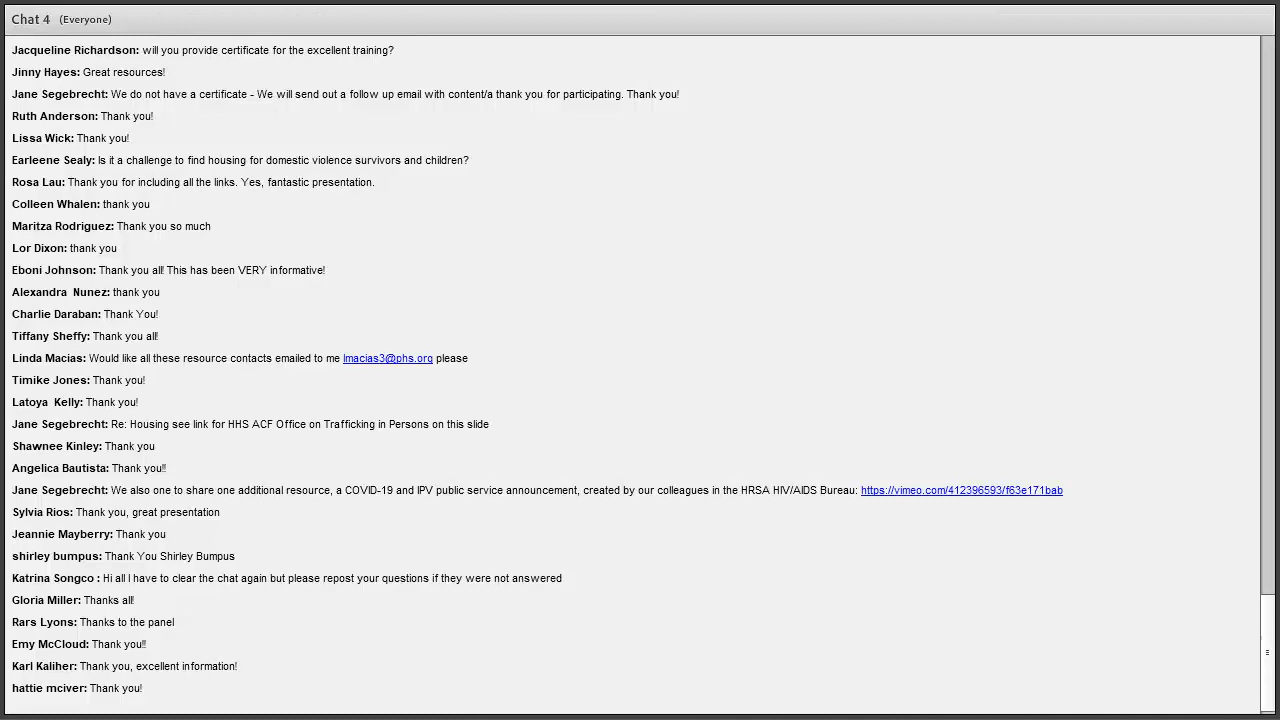 Chat 4 (Everyone)
Jacqueline Richardson: will you provide certificate for the excellent training?
Jinny Hayes: Great resources!
Jane Segebrecht: We do not have a certificate - We will send out a follow up email with content/a thank you for participating. Thank you!
Ruth Anderson: Thank you!
Lissa Wick: Thank you!
Earleene Sealy: Is it a challenge to find housing for domestic violence survivors and children?
Rosa Lau: Thank you for including all the links. Yes, fantastic presentation.
Colleen Whalen: thank you
Maritza Rodriguez: Thank you so much
Lor Dixon: thank you
Eboni Johnson: Thank you all! This has been VERY informative!
Alexandra Nunez: thank you
Charlie Daraban: Thank You!
Tiffany Sheffy: Thank you all!
Linda Macias: Would like all these resource contacts emailed to me lmacias3@phs.org please
Timike Jones: Thank you!
Latoya Kelly: Thank you!
Jane Segebrecht: Re: Housing see link for HHS ACF Office on Trafficking in Persons on this slide
Shawnee Kinley: Thank you
Angelica Bautista: Thank you!!
Jane Segebrecht: We also one to share one additional resource, a COVID-19 and IPV public service announcement, created by our colleagues in the HRSA HIV/AIDS Bureau: https://vimeo.com/412396593/f63e171bab
Sylvia Rios: Thank you, great presentation
Jeannie Mayberry: Thank you
shirley bumpus: Thank You Shirley Bumpus
Katrina Songco : Hi all I have to clear the chat again but please repost your questions if they were not answered
Gloria Miller: Thanks all!
Rars Lyons: Thanks to the panel
Emy McCloud: Thank you!!
Karl Kaliher: Thank you, excellent information!
hattie mciver: Thank you!